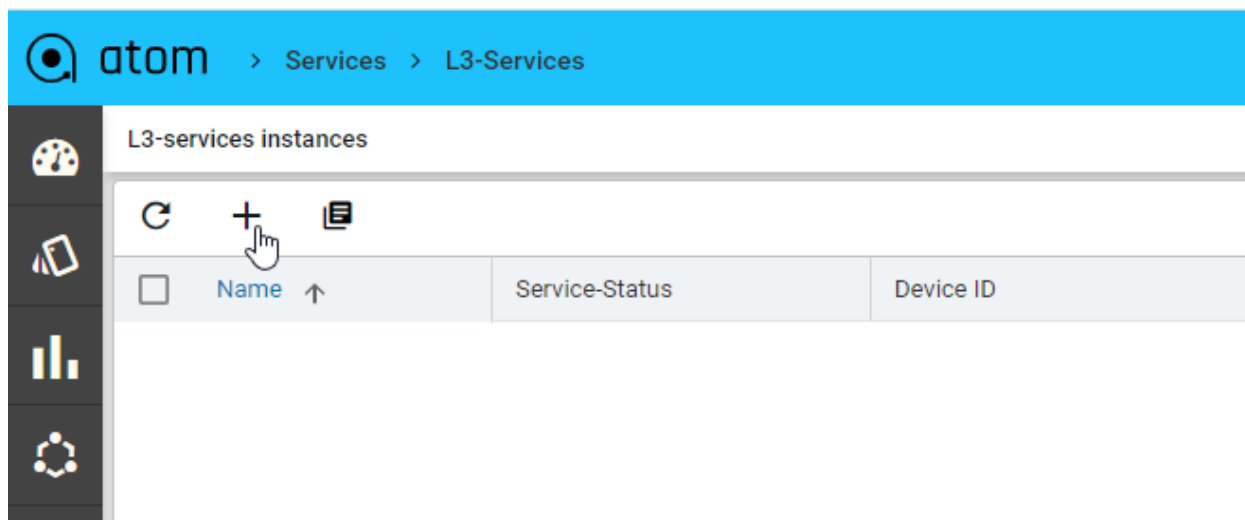 atom > Services > L3-Services
L3-services instances
Name Service-Status Device ID